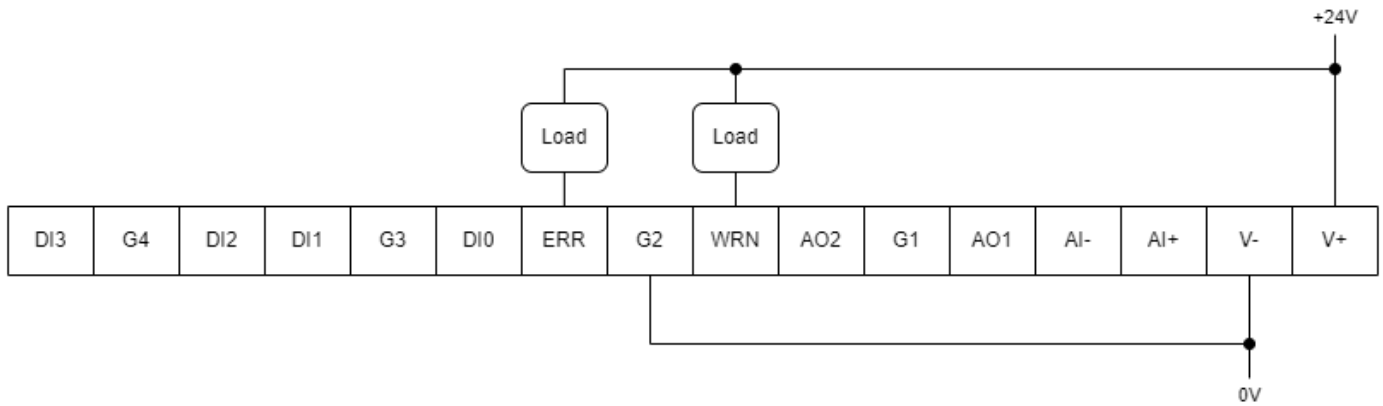 +24V
Load
Load
DI3 G4 DI2 DI1 G3 DI0 ERR G2 WRN AO2 G1 AO1 AI- AI+ V- V+
0V